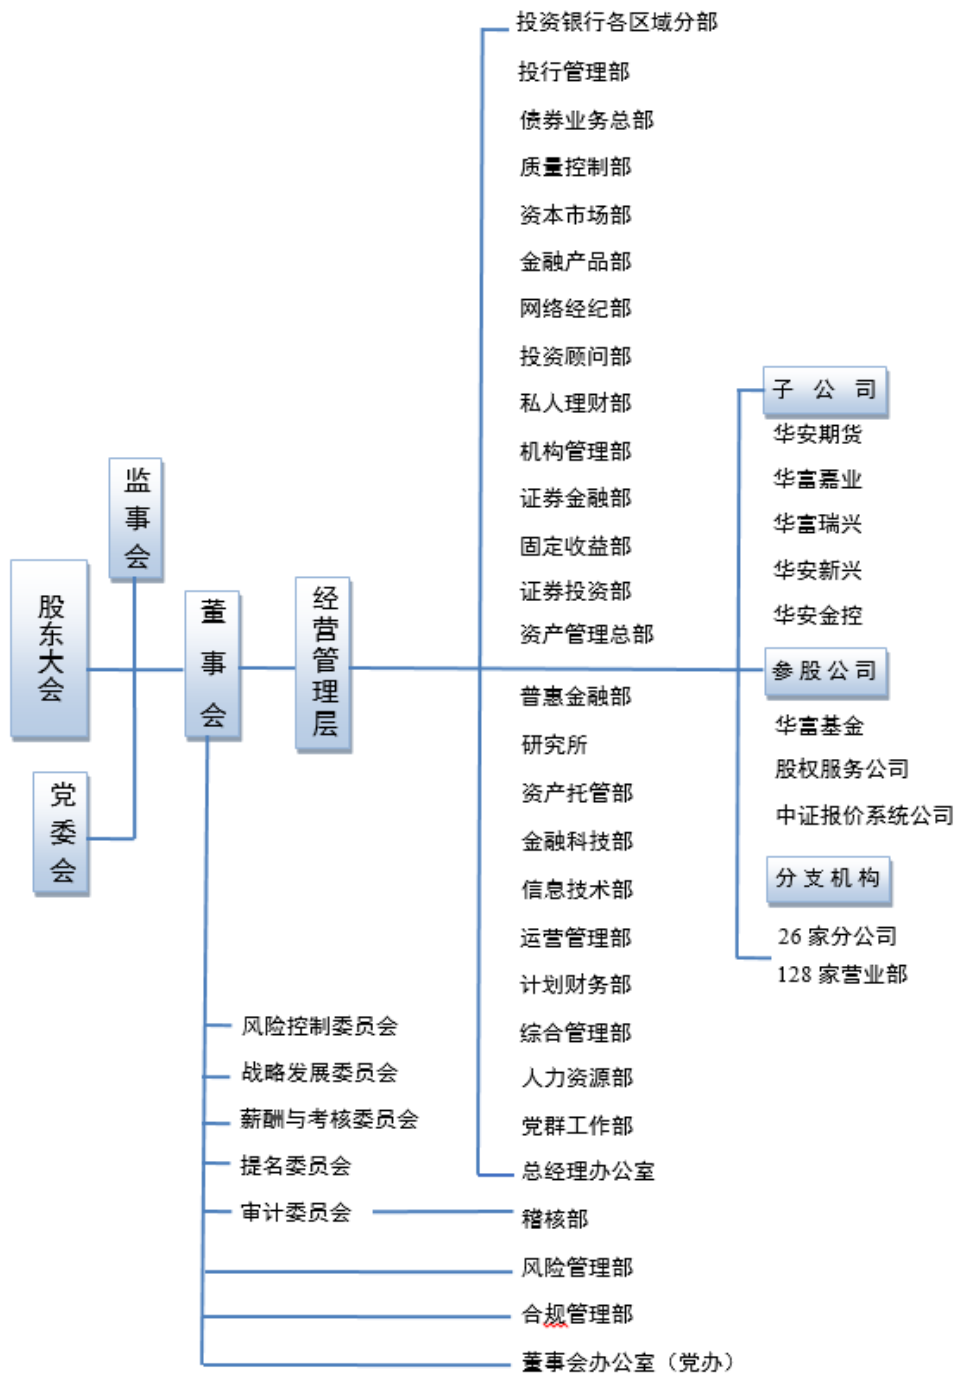 股东大会
监事会
党委会
董事会
经营管理层
投资银行各区域分部
投行管理部
债券业务总部
质量控制部
资本市场部
金融产品部
网络经纪部
投资顾问部
私人理财部
机构管理部
证券金融部
固定收益部
证券投资部
资产管理总部
普惠金融部
研究所
资产托管部
金融科技部
信息技术部
运营管理部
计划财务部
综合管理部
人力资源部
党群工作部
总经理办公室
稽核部
风险管理部
合规管理部
董事会办公室（党办）
风险控制委员会
战略发展委员会
薪酬与考核委员会
提名委员会
审计委员会
子公司
华安期货
华富嘉业
华富瑞兴
华安新兴
华安金控
参股公司
华富基金
股权服务公司
中证报价系统公司
分支机构
26 家分公司
128 家营业部